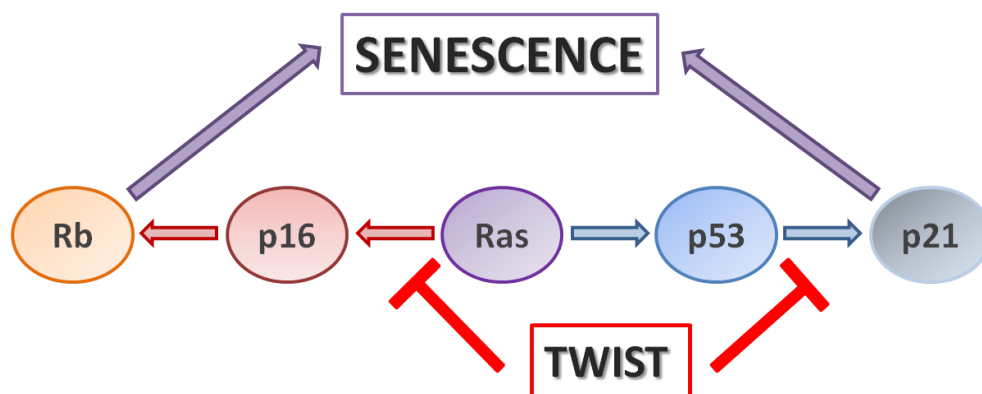 SENESCENCE
Rb
p16
Ras
p53
p21
TWIST